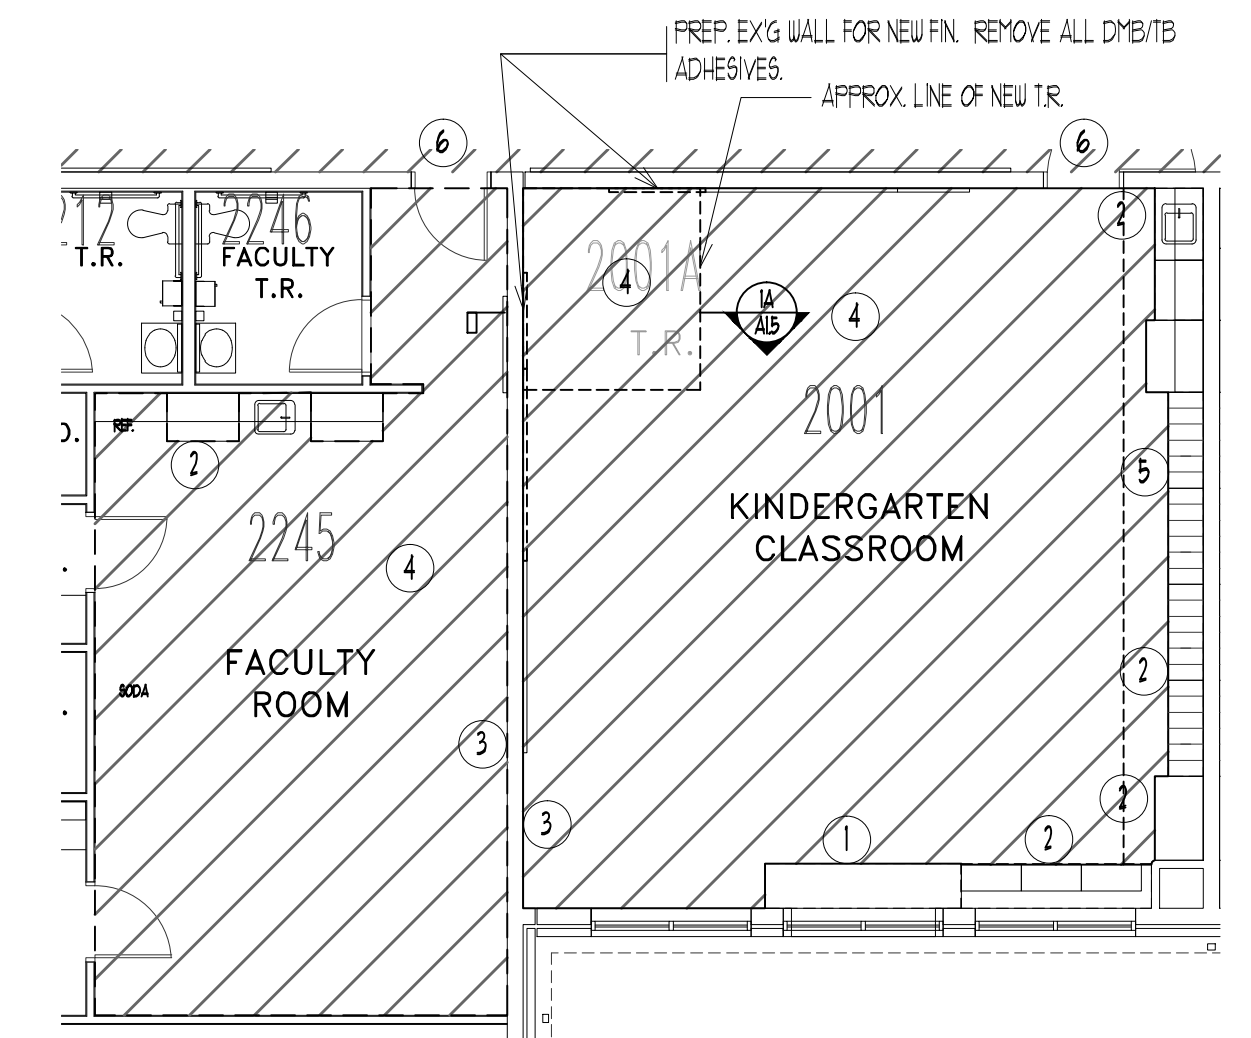 PREP. EX'G WALL FOR NEW FIN. REMOVE ALL DMB/TB
ADHESIVES.
APPROX. LINE OF NEW T.R.
6
6
2212
T.R.
2246
FACULTY
T.R.
2001A
T.R.
4
1A
A1.5
4
2
2001
KINDERGARTEN
CLASSROOM
REF.
2
2245
4
5
FACULTY
ROOM
SODA
2
3
3
1
2
2